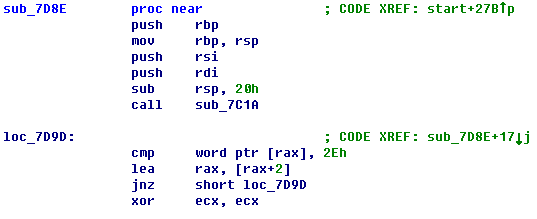 sub_7D8E proc near ; CODE XREF: start+27B↑p
push rbp
mov rbp, rsp
push rsi
push rdi
sub rsp, 20h
call sub_7C1A
loc_7D9D: ; CODE XREF: sub_7D8E+17↓j
cmp word ptr [rax], 2Eh
lea rax, [rax+2]
jnz short loc_7D9D
xor ecx, ecx